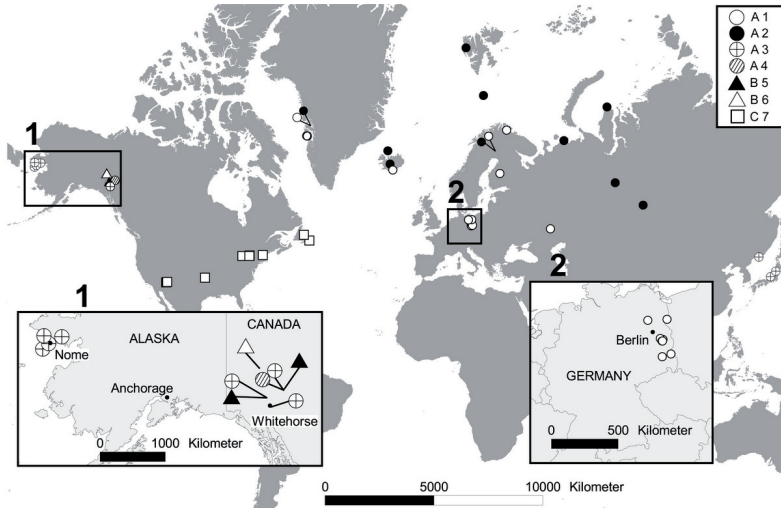 A 1
A 2
A 3
A 4
B 5
B 6
C 7
1
2
2
1
ALASKA
CANADA
Nome
Anchorage
Whitehorse
0 1000 Kilometer
Berlin
GERMANY
0 500 Kilometer
0 5000 10000 Kilometer